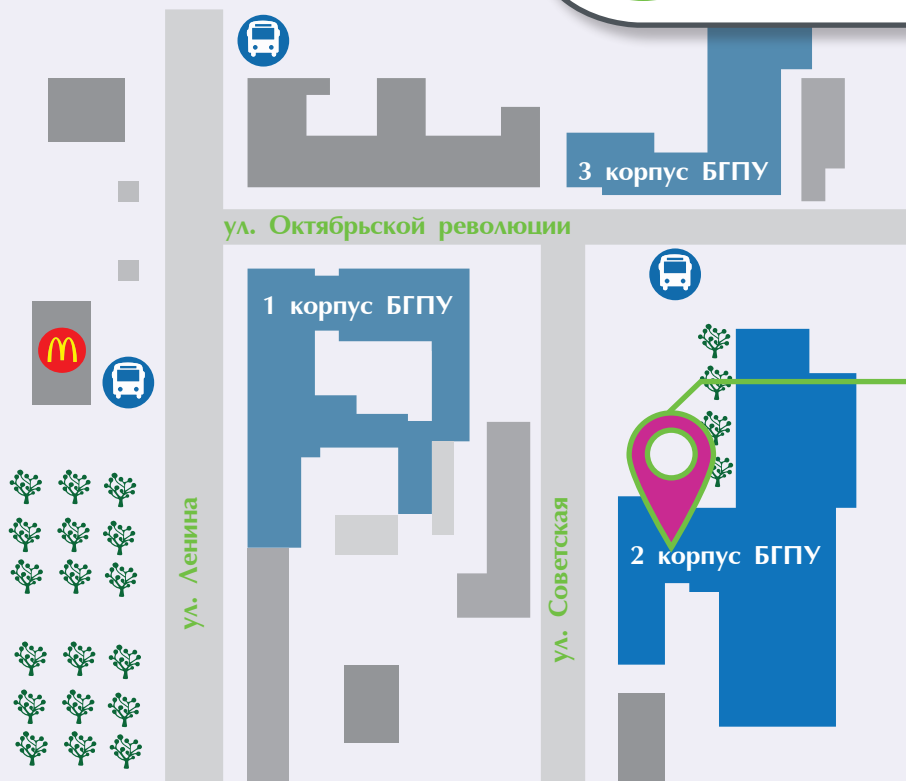 3 корпус БГПУ
ул. Октябрьской революции
1 корпус БГПУ
ул. Ленина
ул. Советская
2 корпус БГПУ